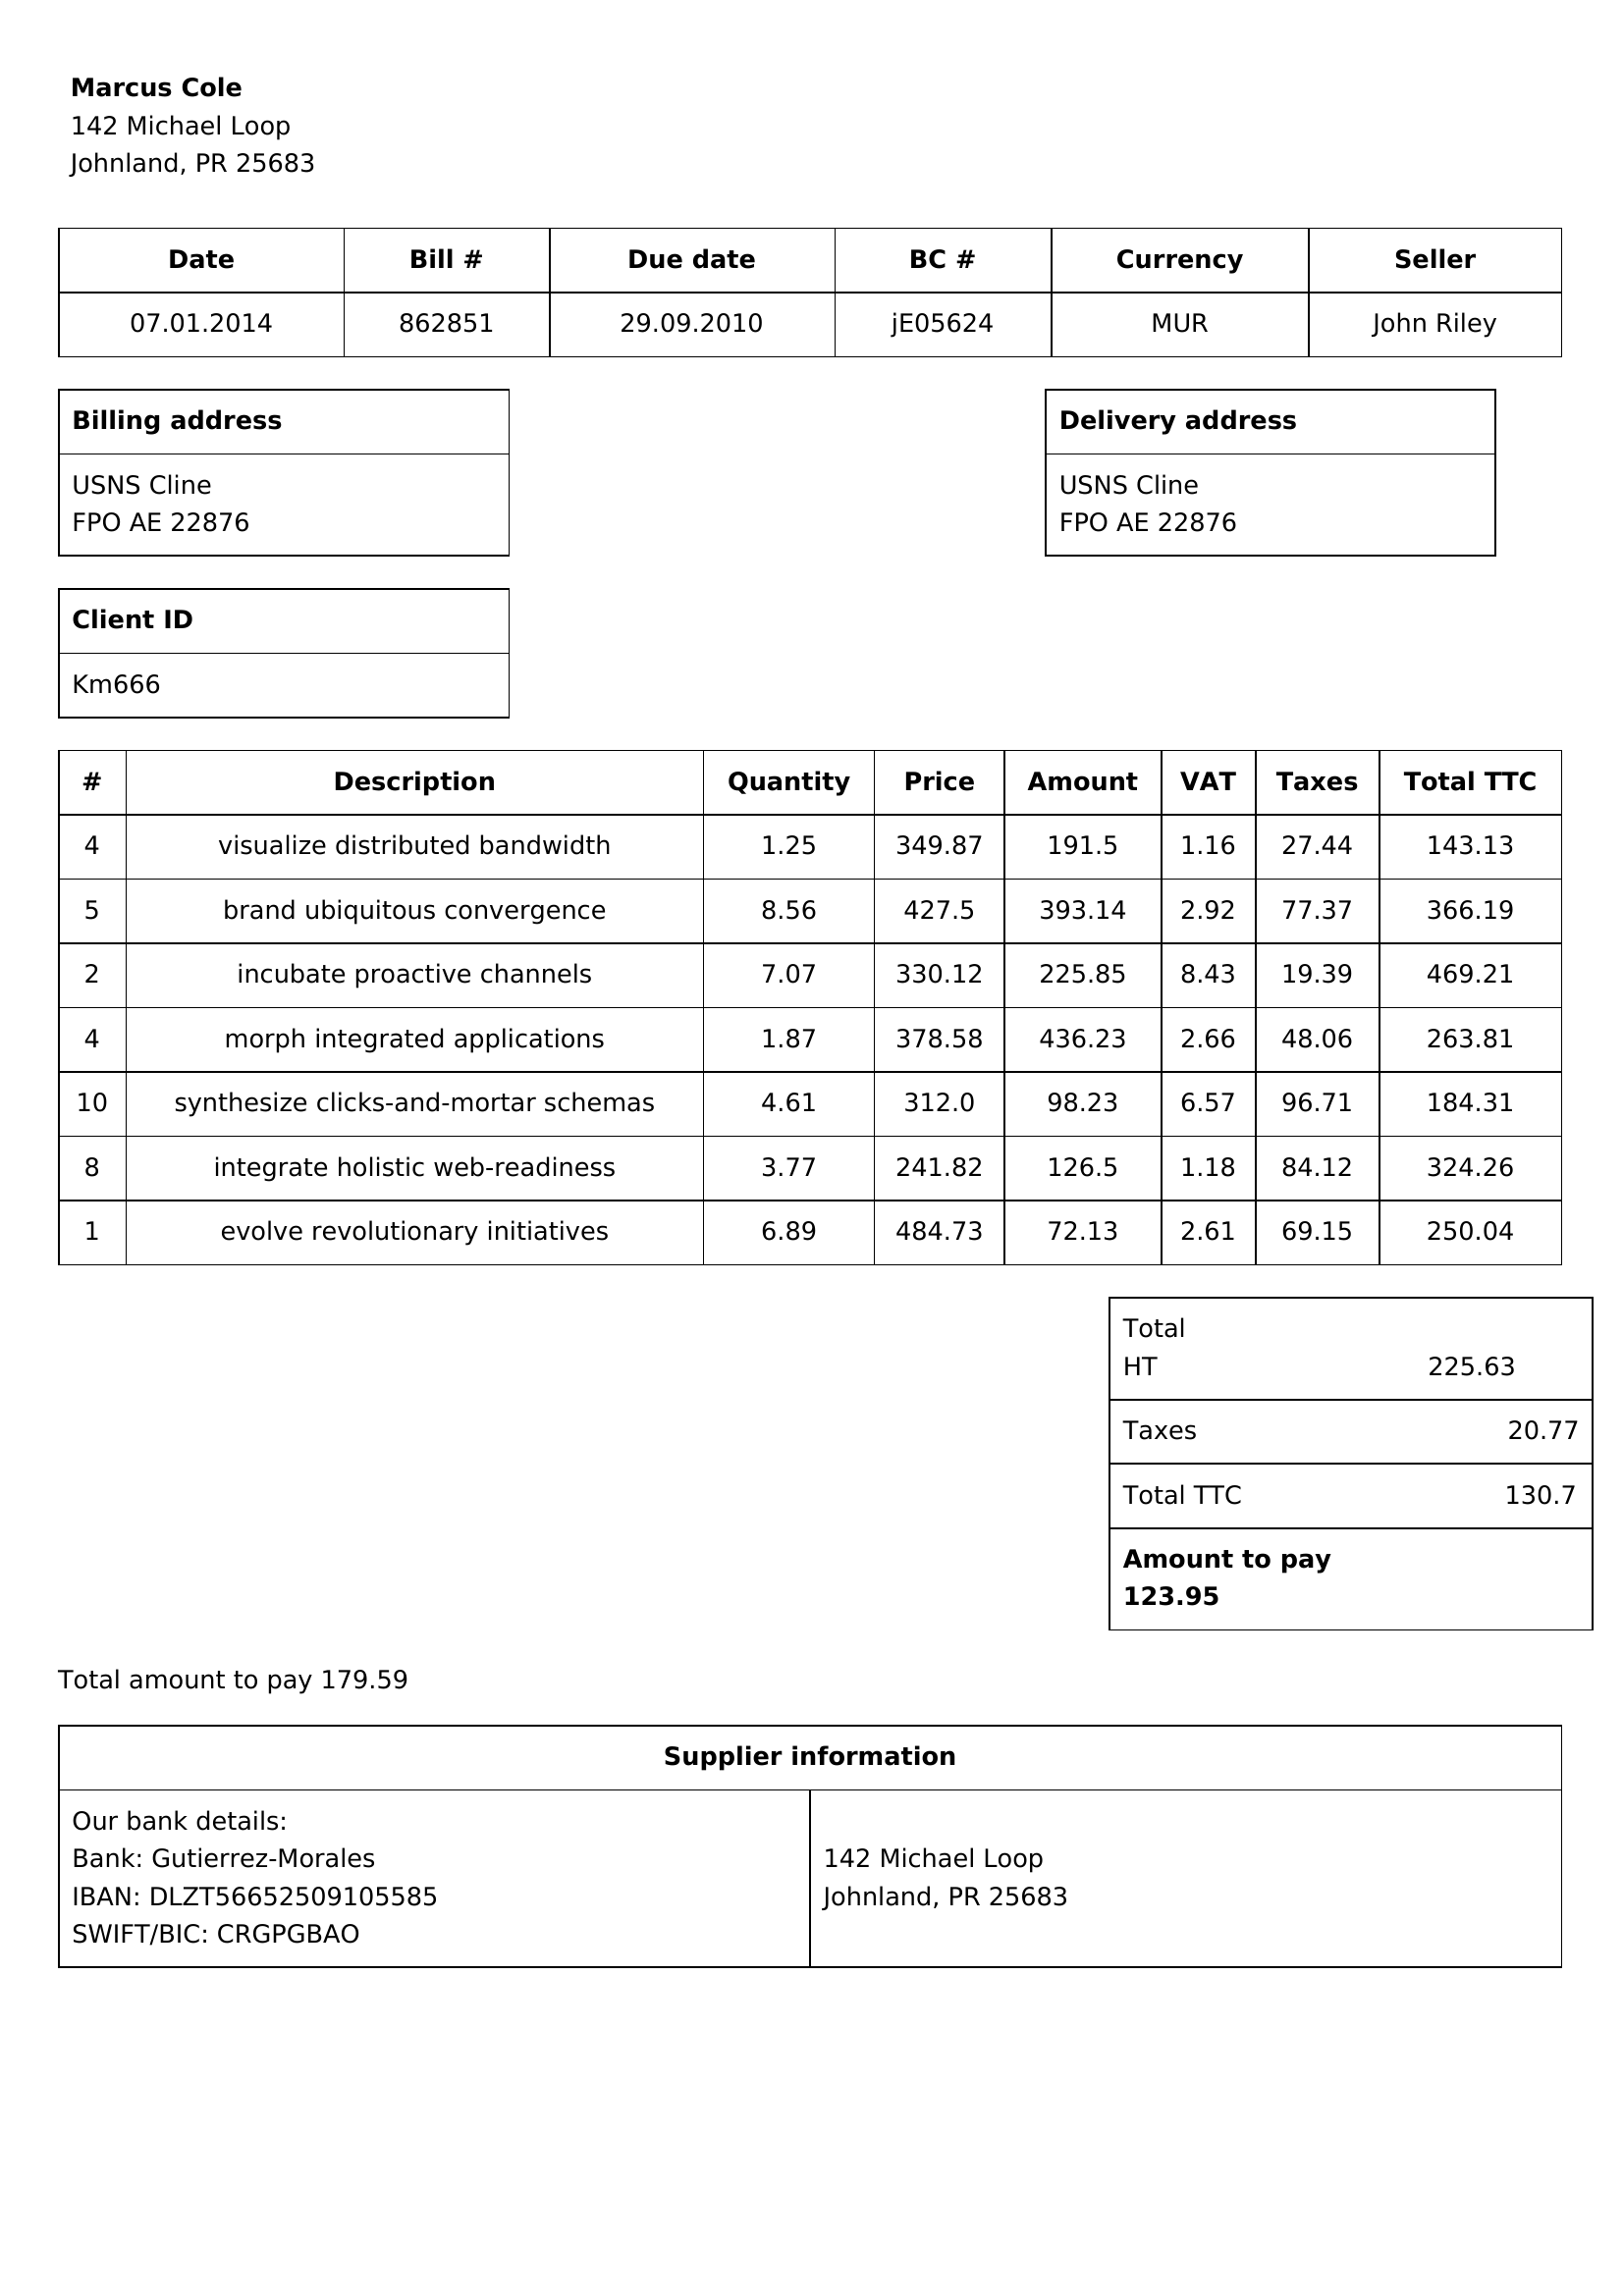 Marcus Cole
142 Michael Loop
Johnland, PR 25683
Date Bill # Due date BC # Currency Seller
07.01.2014 862851 29.09.2010 jE05624 MUR John Riley
Billing address
USNS Cline
FPO AE 22876
Delivery address
USNS Cline
FPO AE 22876
Client ID
Km666
# Description Quantity Price Amount VAT Taxes Total TTC
4 visualize distributed bandwidth 1.25 349.87 191.5 1.16 27.44 143.13
5 brand ubiquitous convergence 8.56 427.5 393.14 2.92 77.37 366.19
2 incubate proactive channels 7.07 330.12 225.85 8.43 19.39 469.21
4 morph integrated applications 1.87 378.58 436.23 2.66 48.06 263.81
10 synthesize clicks-and-mortar schemas 4.61 312.0 98.23 6.57 96.71 184.31
8 integrate holistic web-readiness 3.77 241.82 126.5 1.18 84.12 324.26
1 evolve revolutionary initiatives 6.89 484.73 72.13 2.61 69.15 250.04
Total
HT 225.63
Taxes 20.77
Total TTC 130.7
Amount to pay
123.95
Total amount to pay 179.59
Supplier information
Our bank details:
Bank: Gutierrez-Morales
IBAN: DLZT56652509105585
SWIFT/BIC: CRGPGBAO
142 Michael Loop
Johnland, PR 25683